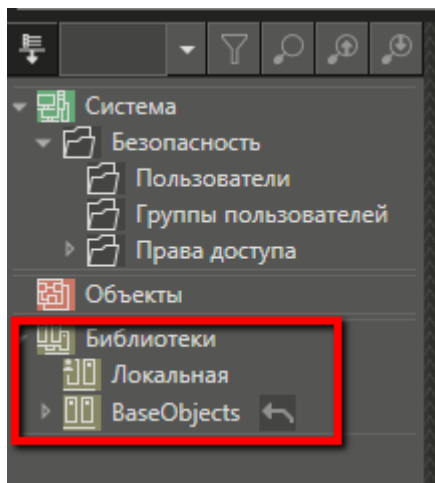 Система
Безопасность
Пользователи
Группы пользователей
Права доступа
Объекты
Библиотеки
Локальная
BaseObjects